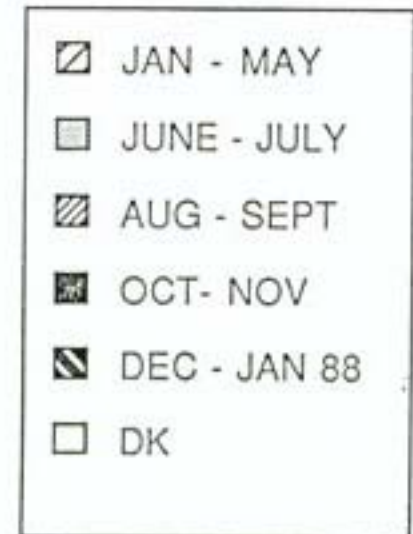 JAN - MAY
JUNE - JULY
AUG - SEPT
OCT- NOV
DEC - JAN 88
DK